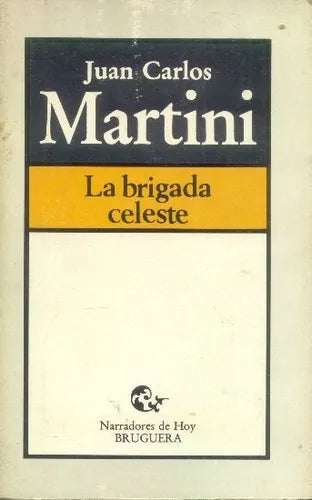 Juan Carlos
Martini
La brigada
celeste
Narradores de Hoy
BRUGUERA